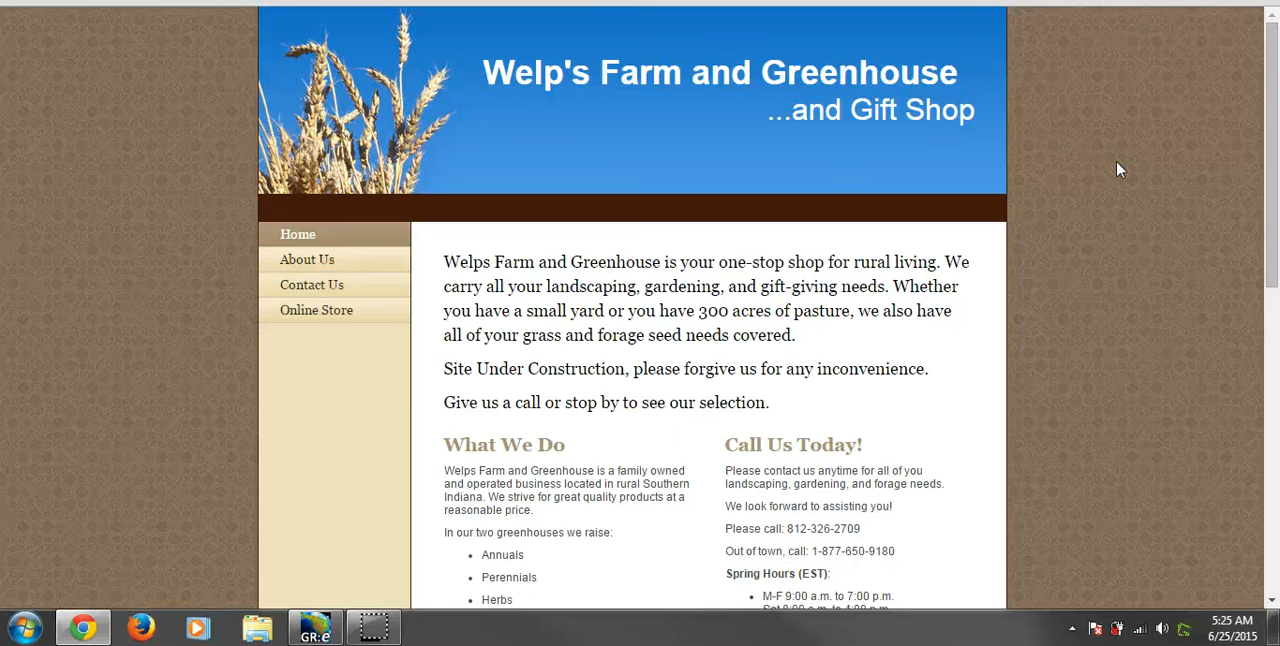 Welp's Farm and Greenhouse
...and Gift Shop
Home
About Us
Contact Us
Online Store
Welps Farm and Greenhouse is your one-stop shop for rural living. We
carry all your landscaping, gardening, and gift-giving needs. Whether
you have a small yard or you have 300 acres of pasture, we also have
all of your grass and forage seed needs covered.
Site Under Construction, please forgive us for any inconvenience.
Give us a call or stop by to see our selection.
What We Do
Welps Farm and Greenhouse is a family owned
and operated business located in rural Southern
Indiana. We strive for great quality products at a
reasonable price.
In our two greenhouses we raise:
• Annuals
• Perennials
• Herbs
Call Us Today!
Please contact us anytime for all of you
landscaping, gardening, and forage needs.
We look forward to assisting you!
Please call: 812-326-2709
Out of town, call: 1-877-650-9180
Spring Hours (EST):
• M-F 9:00 a.m. to 7:00 p.m.
Sat 8:00 a.m. to 4:00 p.m.
GR:e
5:25 AM
6/25/2015